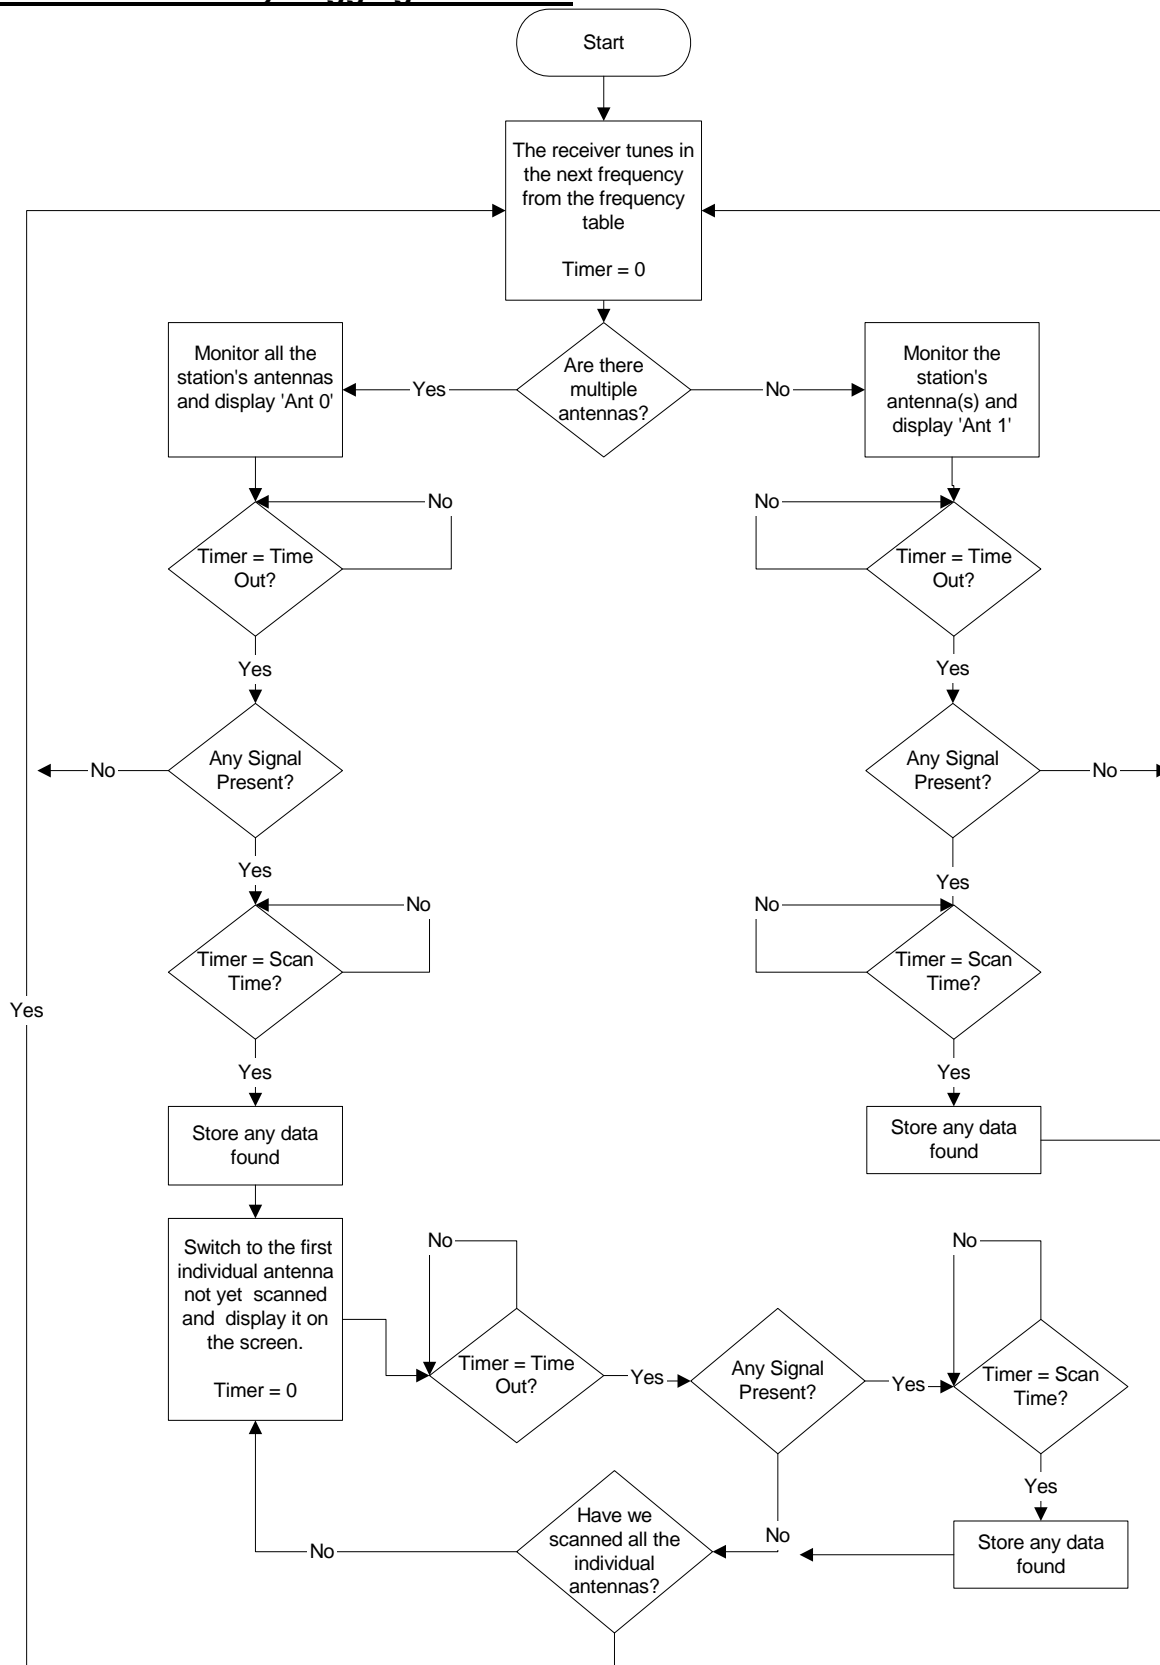 Start
The receiver tunes in
the next frequency
from the frequency
table
Timer = 0
Are there
multiple
antennas?
Yes
No
Monitor all the
station's antennas
and display 'Ant 0'
Monitor the
station's
antenna(s) and
display 'Ant 1'
No
No
Timer = Time
Out?
Timer = Time
Out?
Yes
Yes
Any Signal
Present?
Any Signal
Present?
No
No
Yes
Yes
No
No
Timer = Scan
Time?
Timer = Scan
Time?
Yes
Yes
Yes
Store any data
found
Store any data
found
Switch to the first
individual antenna
not yet scanned
and display it on
the screen.
Timer = 0
No
Timer = Time
Out?
Yes
Any Signal
Present?
Yes
No
Timer = Scan
Time?
Yes
No
Store any data
found
Have we
scanned all the
individual
antennas?
No